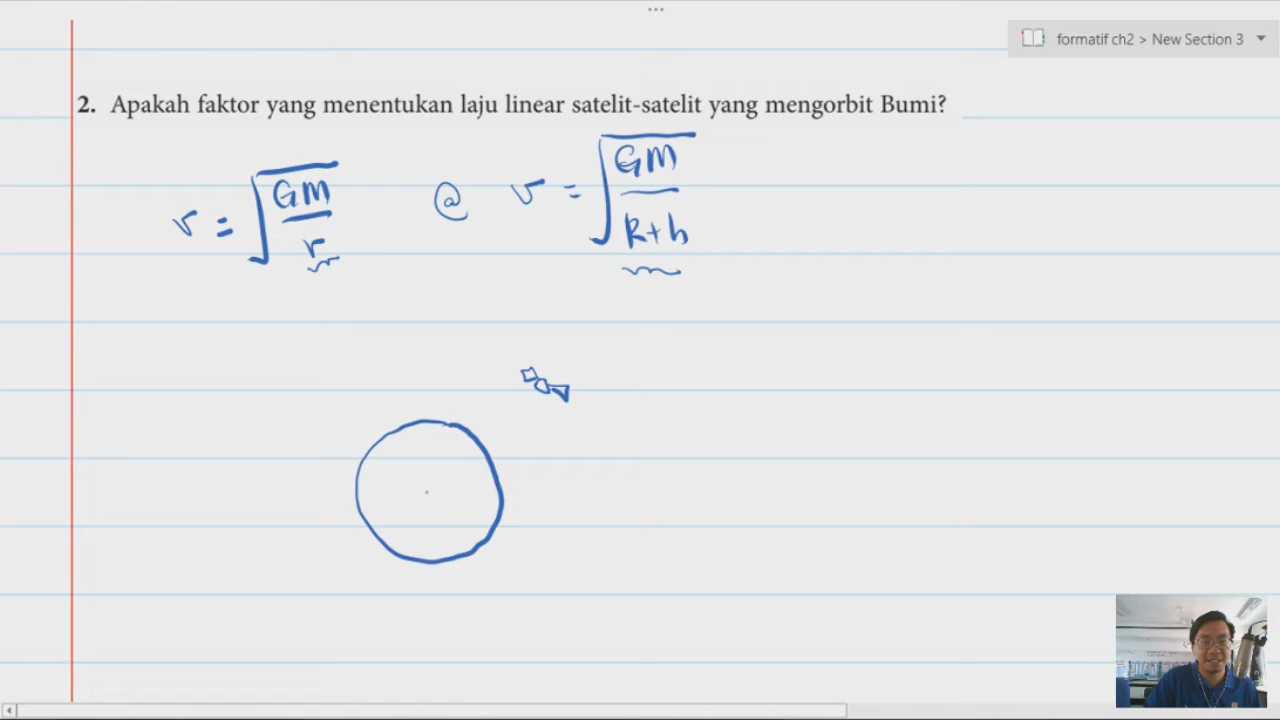 ...
formatif ch2 > New Section 3
2. Apakah faktor yang menentukan laju linear satelit-satelit yang mengorbit Bumi?
v = √(GM/r) @ v = √(GM/(R+h))